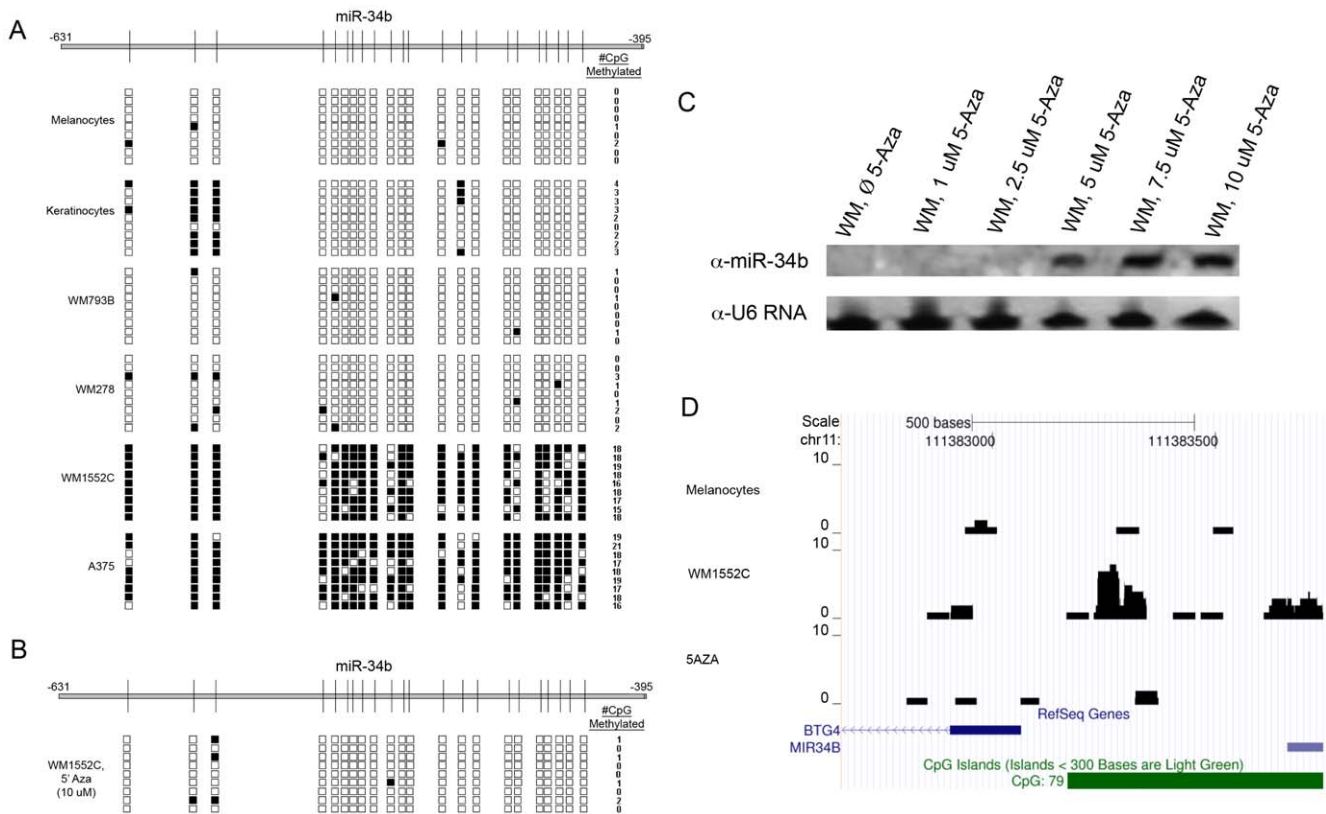 A
miR-34b
-631
-395
#CpG
Methylated
Melanocytes
0
0
0
0
1
0
2
0
0
Keratinocytes
4
3
3
3
2
0
2
2
3
WM793B
1
0
0
1
0
0
0
1
0
WM278
0
0
3
1
0
1
2
0
2
WM1552C
18
18
19
18
16
18
17
15
18
A375
19
21
18
17
18
19
17
18
16
B
miR-34b
-631
-395
#CpG
Methylated
WM1552C,
5' Aza
(10 uM)
1
0
1
0
0
1
0
2
0
C
WM, Ø 5-Aza
WM, 1 uM 5-Aza
WM, 2.5 uM 5-Aza
WM, 5 uM 5-Aza
WM, 7.5 uM 5-Aza
WM, 10 uM 5-Aza
α-miR-34b
α-U6 RNA
D
Scale
500 bases
chr11:
111383000
111383500
10
Melanocytes
0
10
WM1552C
0
10
5AZA
0
RefSeq Genes
BTG4
MIR34B
CpG Islands (Islands < 300 Bases are Light Green)
CpG: 79